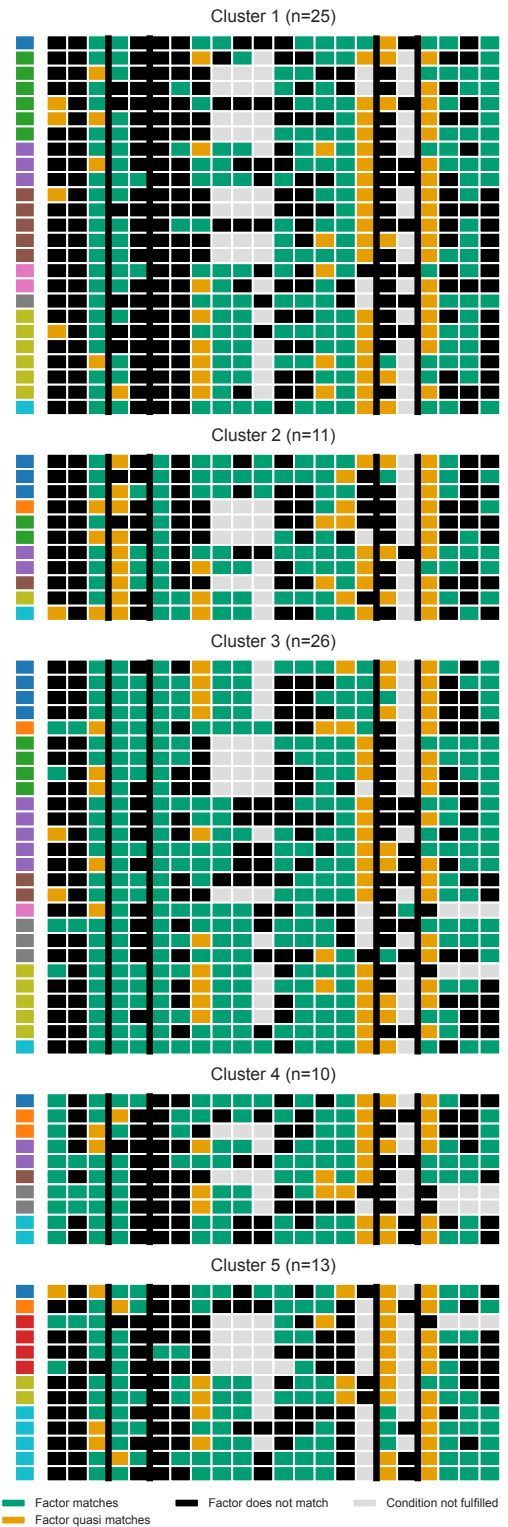 Cluster 1 (n=25)
Cluster 2 (n=11)
Cluster 3 (n=26)
Cluster 4 (n=10)
Cluster 5 (n=13)
Factor matches
Factor does not match
Condition not fulfilled
Factor quasi matches